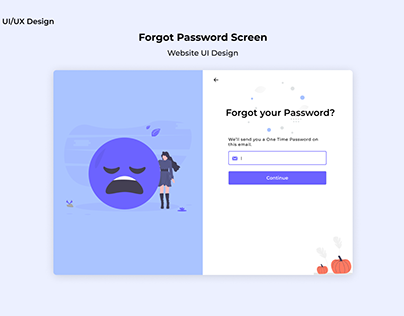 UI/UX Design
Forgot Password Screen
Website UI Design
Forgot your Password?
We'll send you a One Time Password on
this email.
Continue